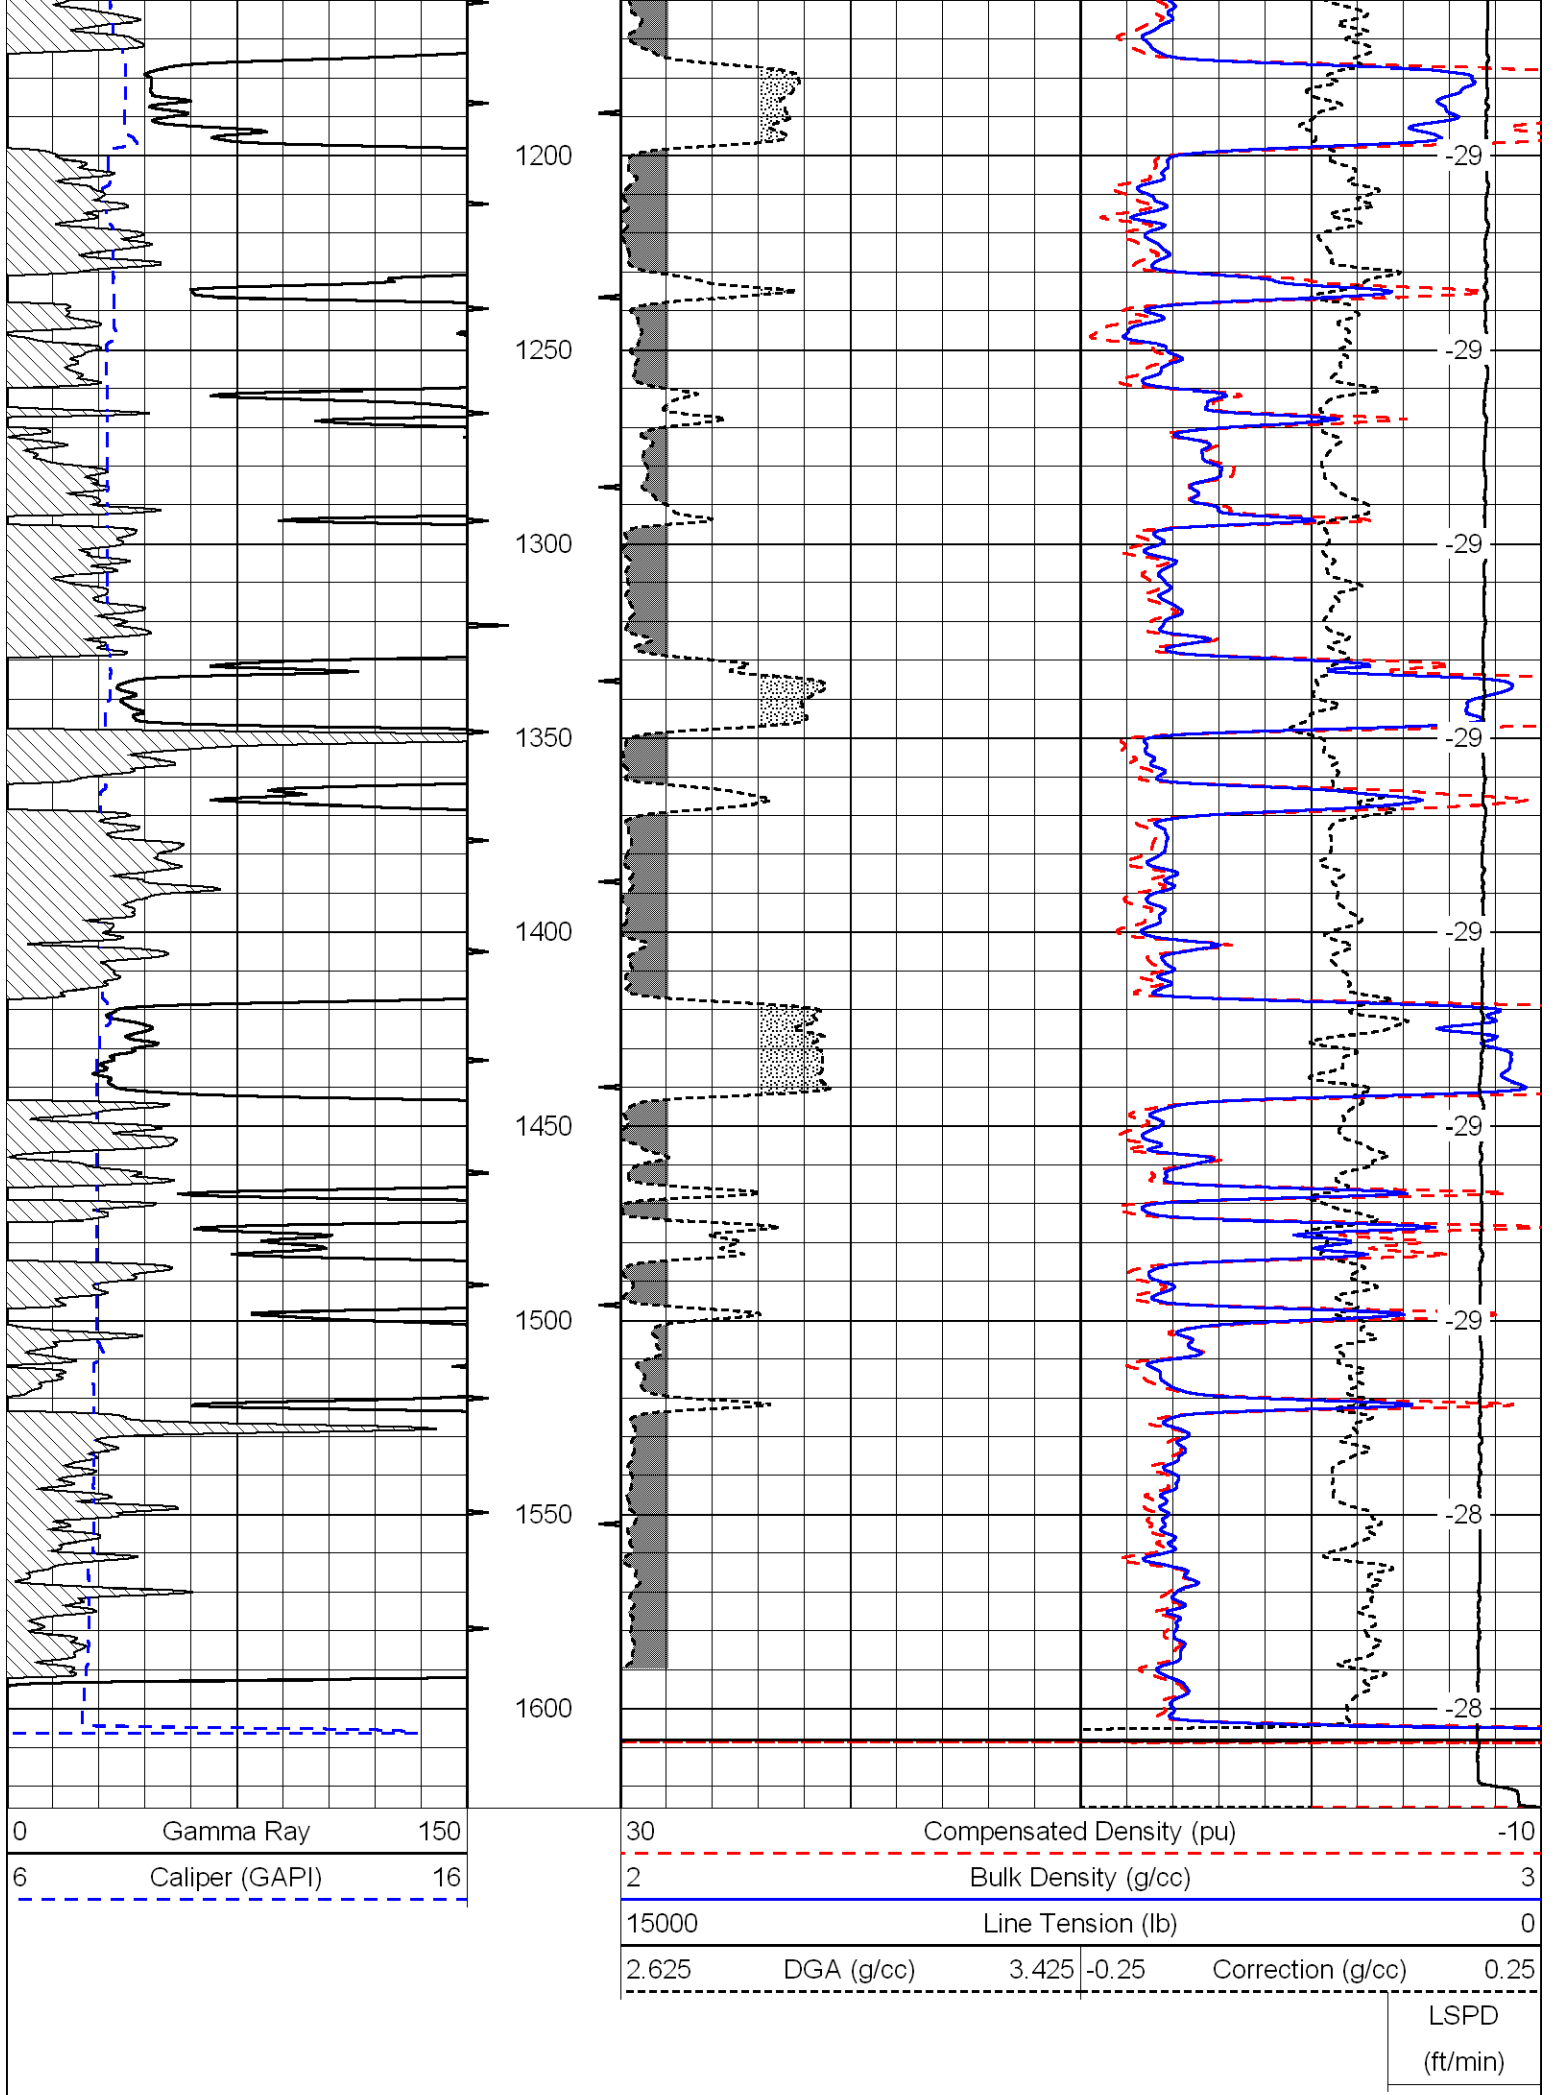 1200 -29
1250 -29
1300 -29
1350 -29
1400 -29
1450 -29
1500 -29
1550 -28
1600 -28
0 Gamma Ray 150 30 Compensated Density (pu) -10
6 Caliper (GAPI) 16 2 Bulk Density (g/cc) 3
15000 Line Tension (lb) 0
2.625 DGA (g/cc) 3.425 -0.25 Correction (g/cc) 0.25
LSPD
(ft/min)